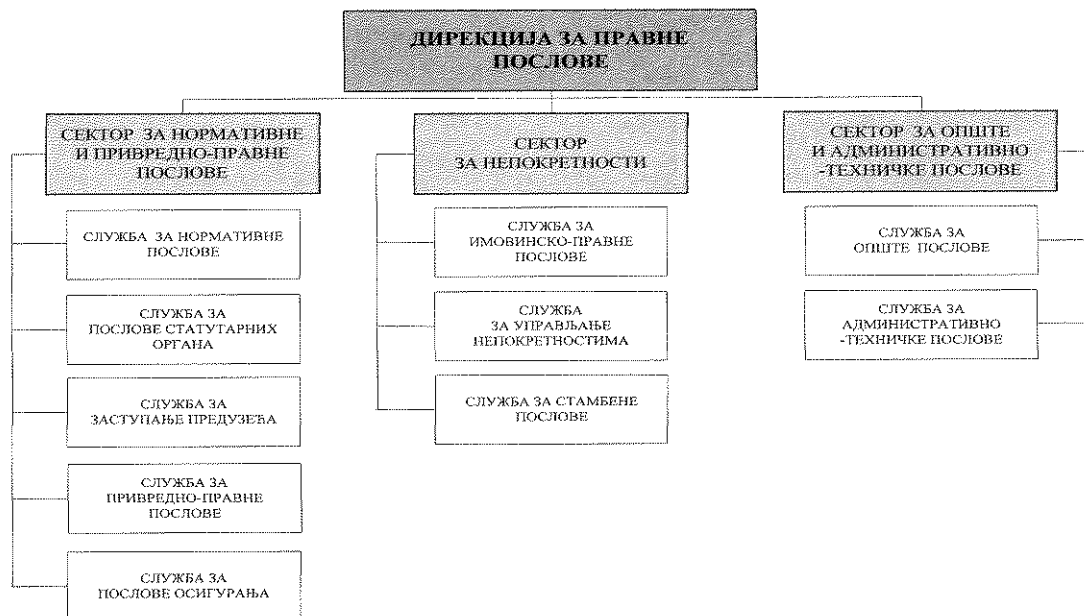 ДИРЕКЦИЈА ЗА ПРАВНЕ
ПОСЛОВЕ
СЕКТОР ЗА НОРМАТИВНЕ
И ПРИВРЕДНО-ПРАВНЕ
ПОСЛОВЕ
СЛУЖБА ЗА НОРМАТИВНЕ
ПОСЛОВЕ
СЛУЖБА ЗА
ПОСЛОВЕ СТАТУТАРНИХ
ОРГАНА
СЛУЖБА ЗА
ЗАСТУПАЊЕ ПРЕДУЗЕЋА
СЛУЖБА ЗА
ПРИВРЕДНО-ПРАВНЕ
ПОСЛОВЕ
СЛУЖБА ЗА
ПОСЛОВЕ ОСИГУРАЊА
СЕКТОР
ЗА НЕПОКРЕТНОСТИ
СЛУЖБА ЗА
ИМОВИНСКО-ПРАВНЕ
ПОСЛОВЕ
СЛУЖБА
ЗА УПРАВЉАЊЕ
НЕПОКРЕТНОСТИМА
СЛУЖБА ЗА СТАМБЕНЕ
ПОСЛОВЕ
СЕКТОР ЗА ОПШТЕ
И АДМИНИСТРАТИВНО
-ТЕХНИЧКЕ ПОСЛОВЕ
СЛУЖБА ЗА
ОПШТЕ ПОСЛОВЕ
СЛУЖБА ЗА
АДМИНИСТРАТИВНО
-ТЕХНИЧКЕ ПОСЛОВЕ